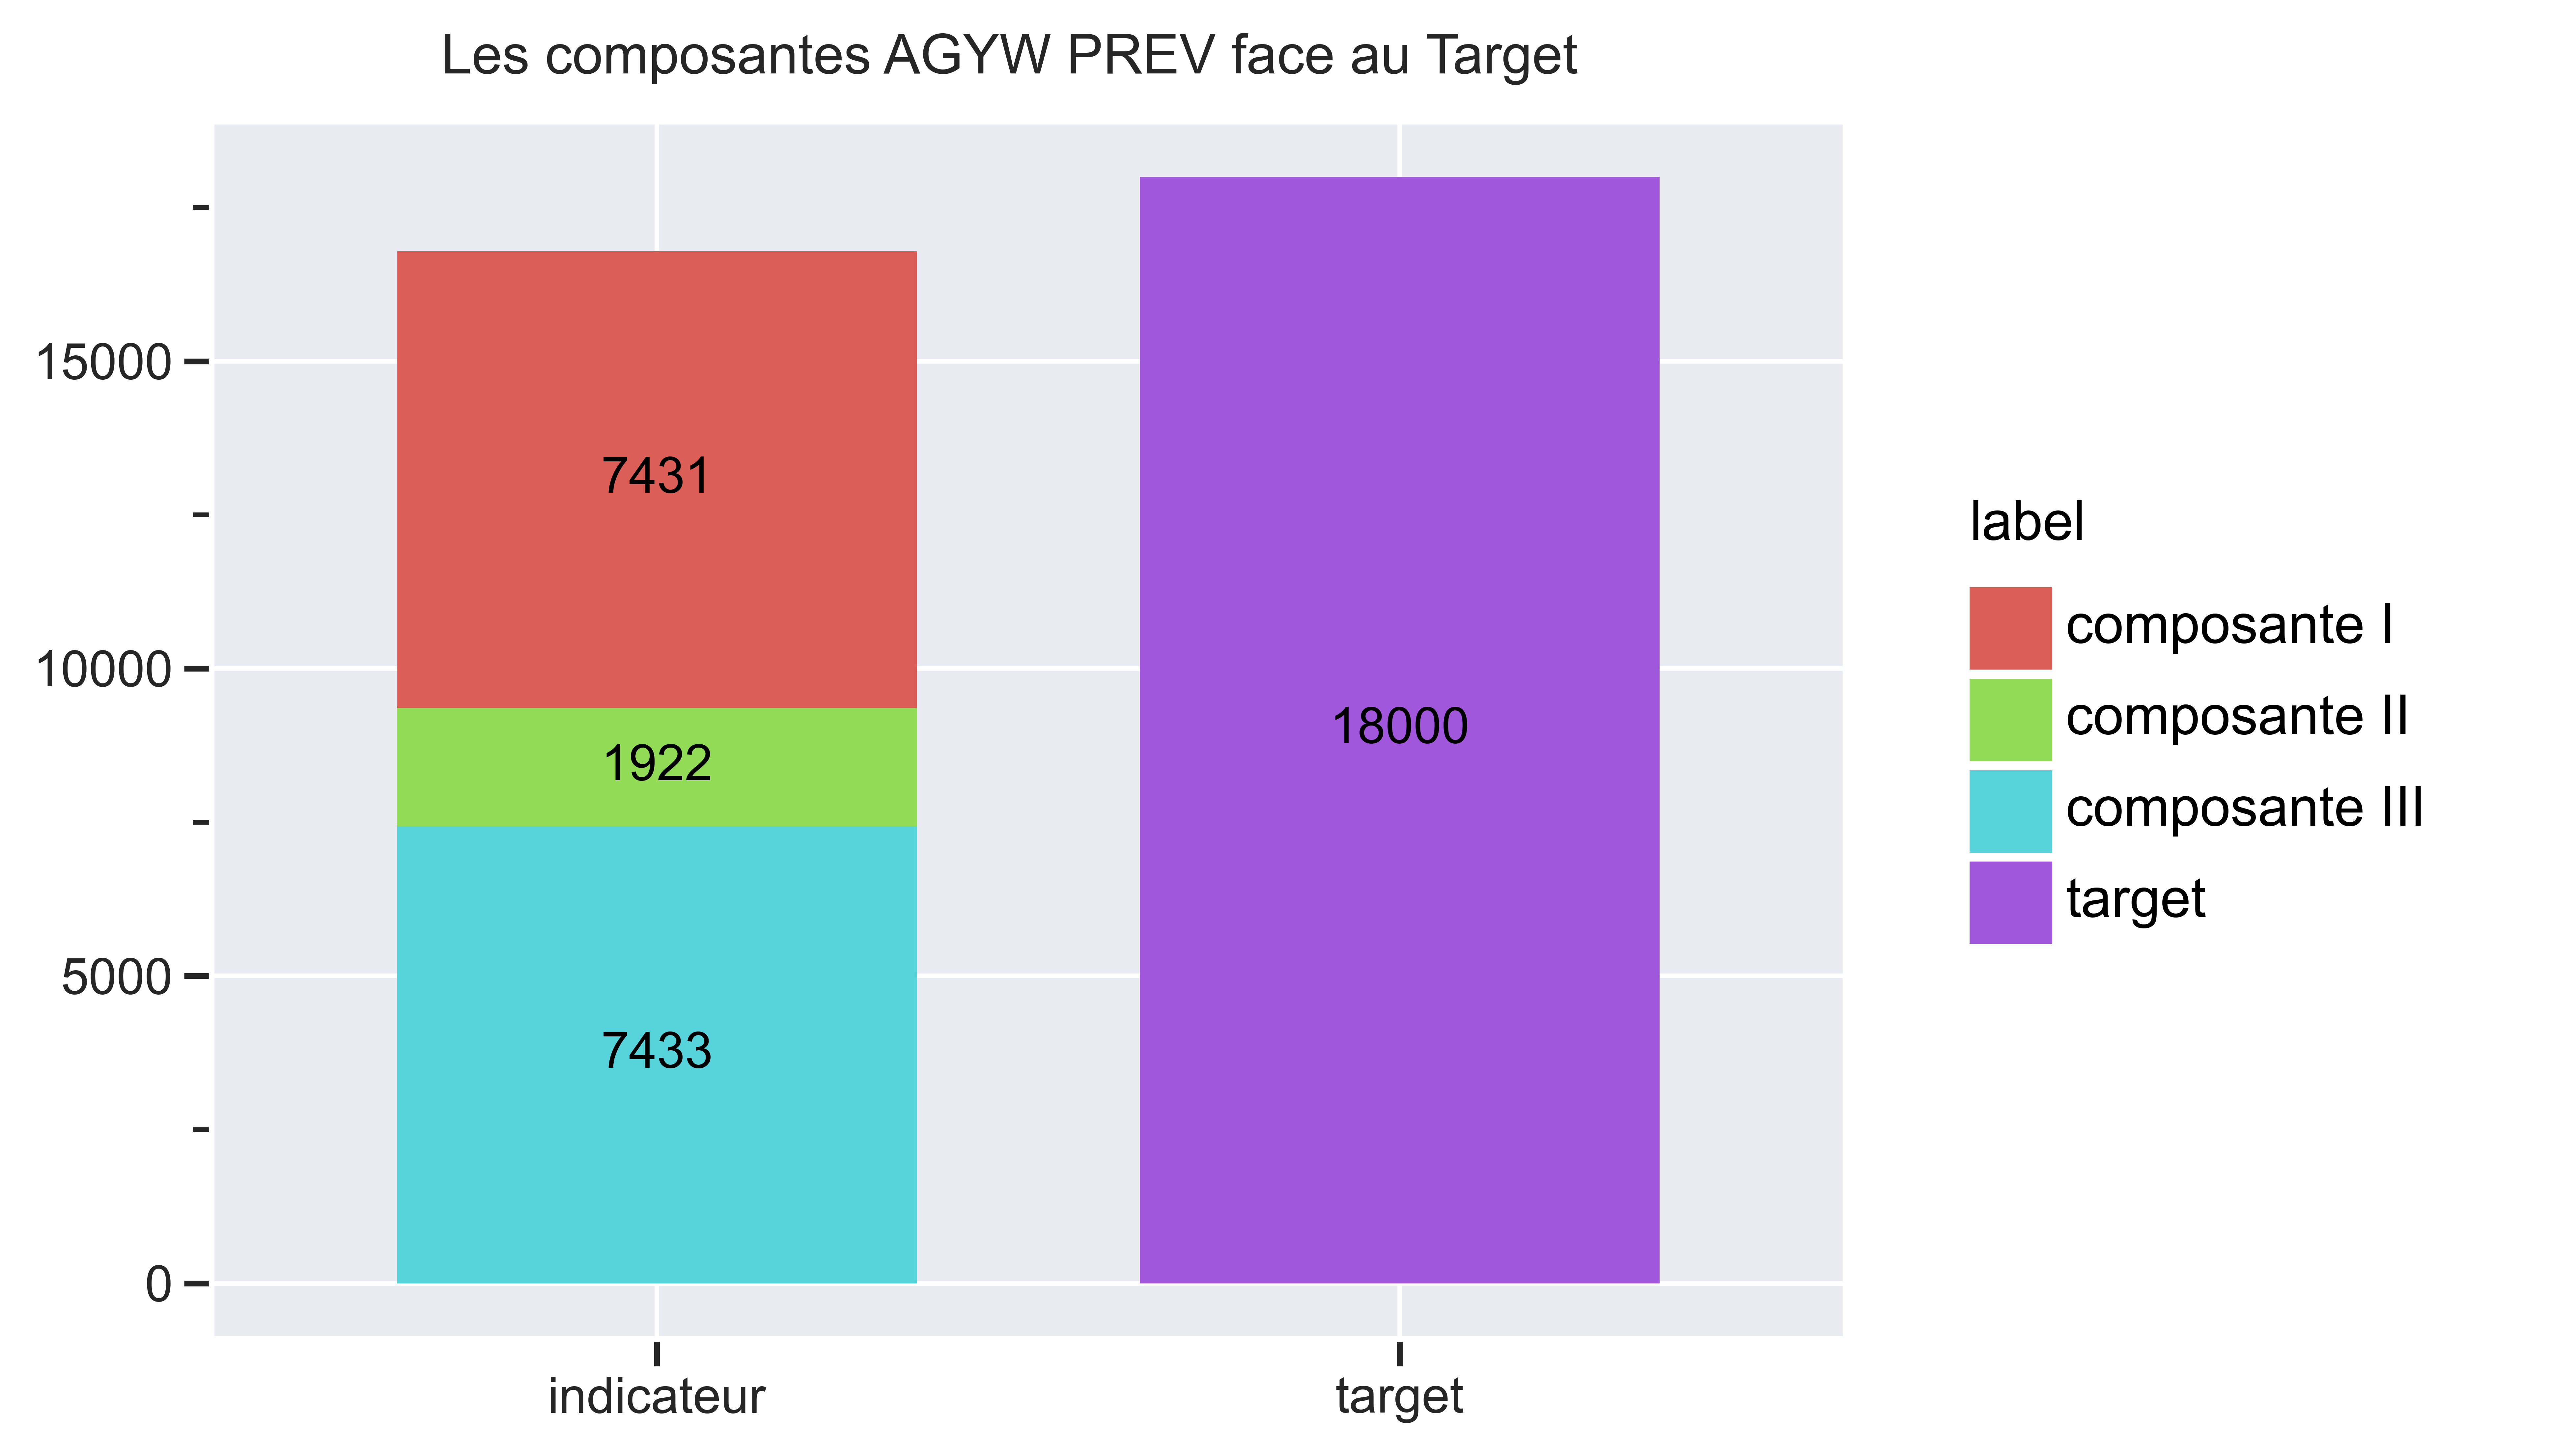 Les composantes AGYW PREV face au Target
15000
10000
5000
0
7431
1922
7433
18000
indicateur
target
label
composante I
composante II
composante III
target